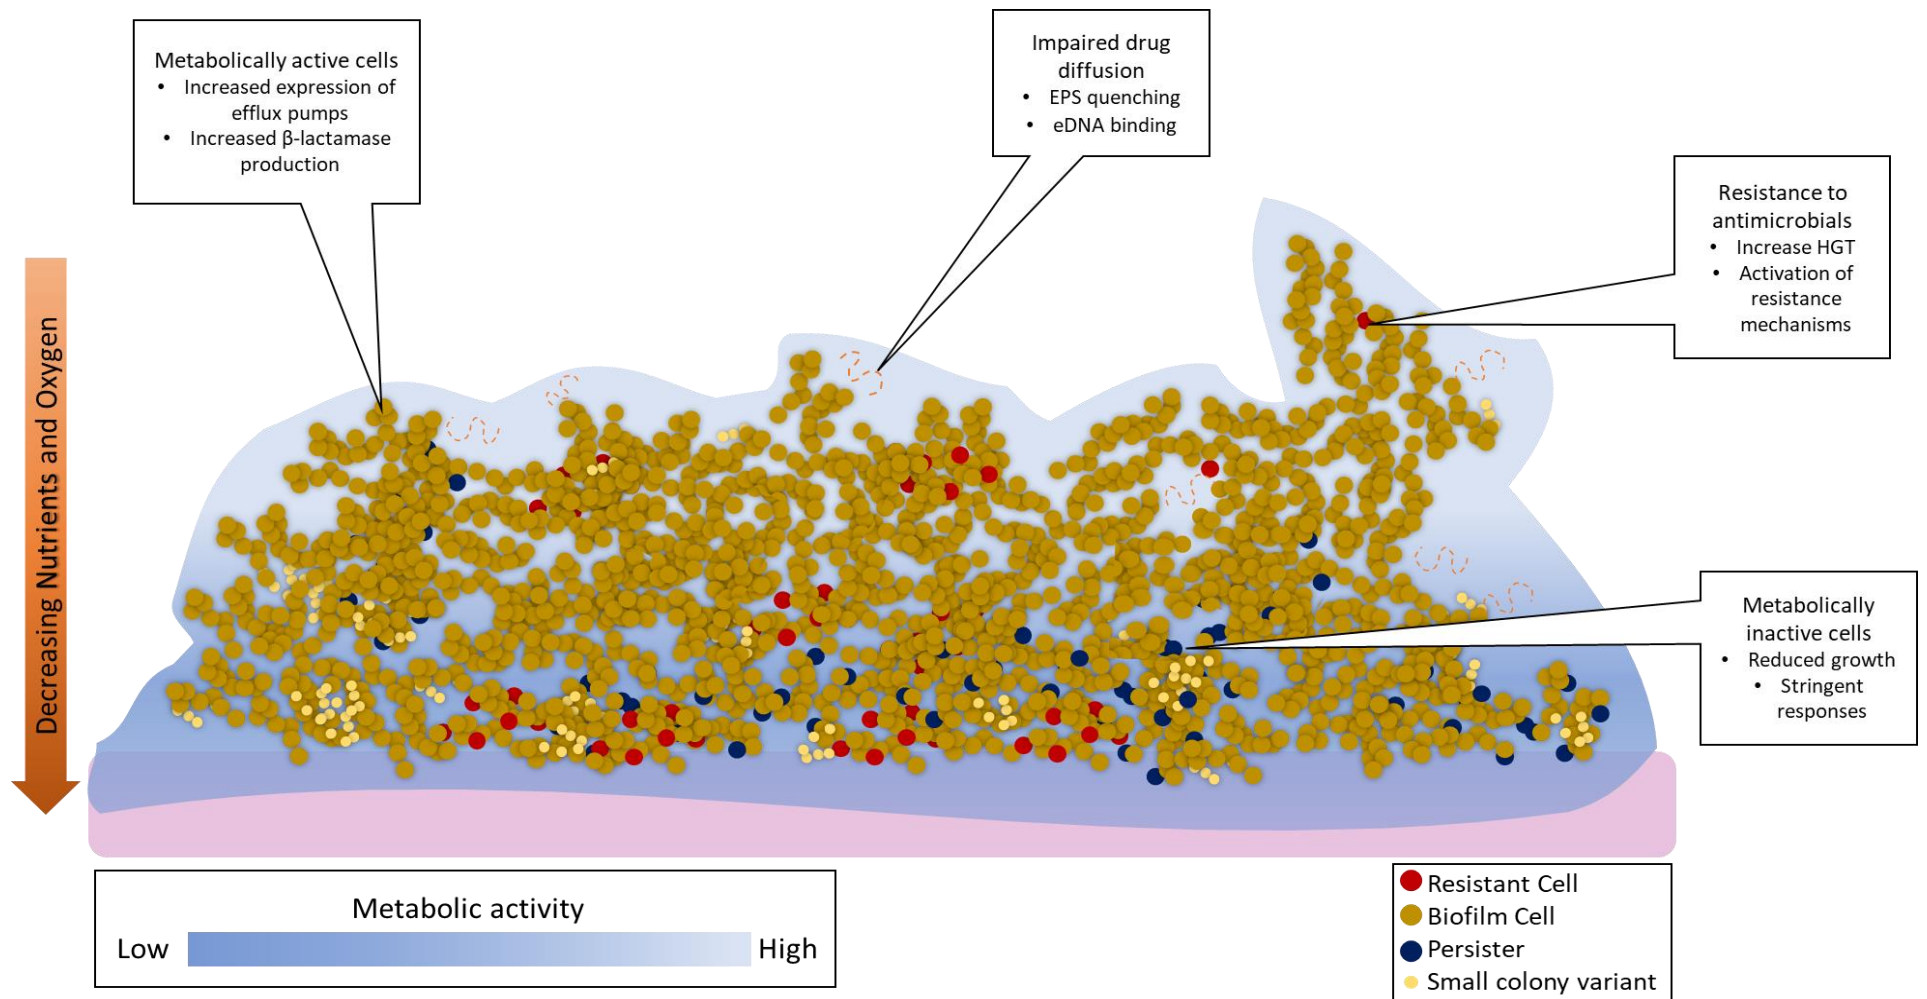 Metabolically active cells
• Increased expression of
efflux pumps
• Increased β-lactamase
production
Impaired drug
diffusion
• EPS quenching
• eDNA binding
Resistance to
antimicrobials
• Increase HGT
• Activation of
resistance
mechanisms
Decreasing Nutrients and Oxygen
Metabolically
inactive cells
• Reduced growth
• Stringent
responses
Metabolic activity
Low
High
Resistant Cell
Biofilm Cell
Persister
Small colony variant